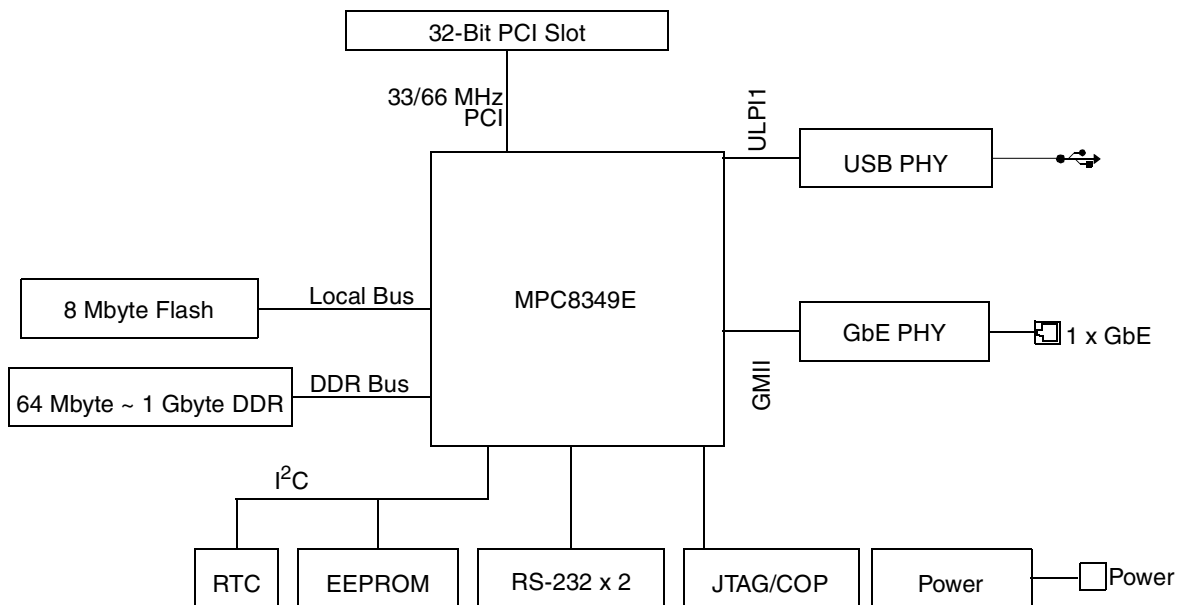 32-Bit PCI Slot
33/66 MHz
PCI
ULPI1
USB PHY
MPC8349E
Local Bus
8 Mbyte Flash
GbE PHY
1 x GbE
DDR Bus
64 Mbyte ~ 1 Gbyte DDR
GMII
I²C
RTC
EEPROM
RS-232 x 2
JTAG/COP
Power
Power